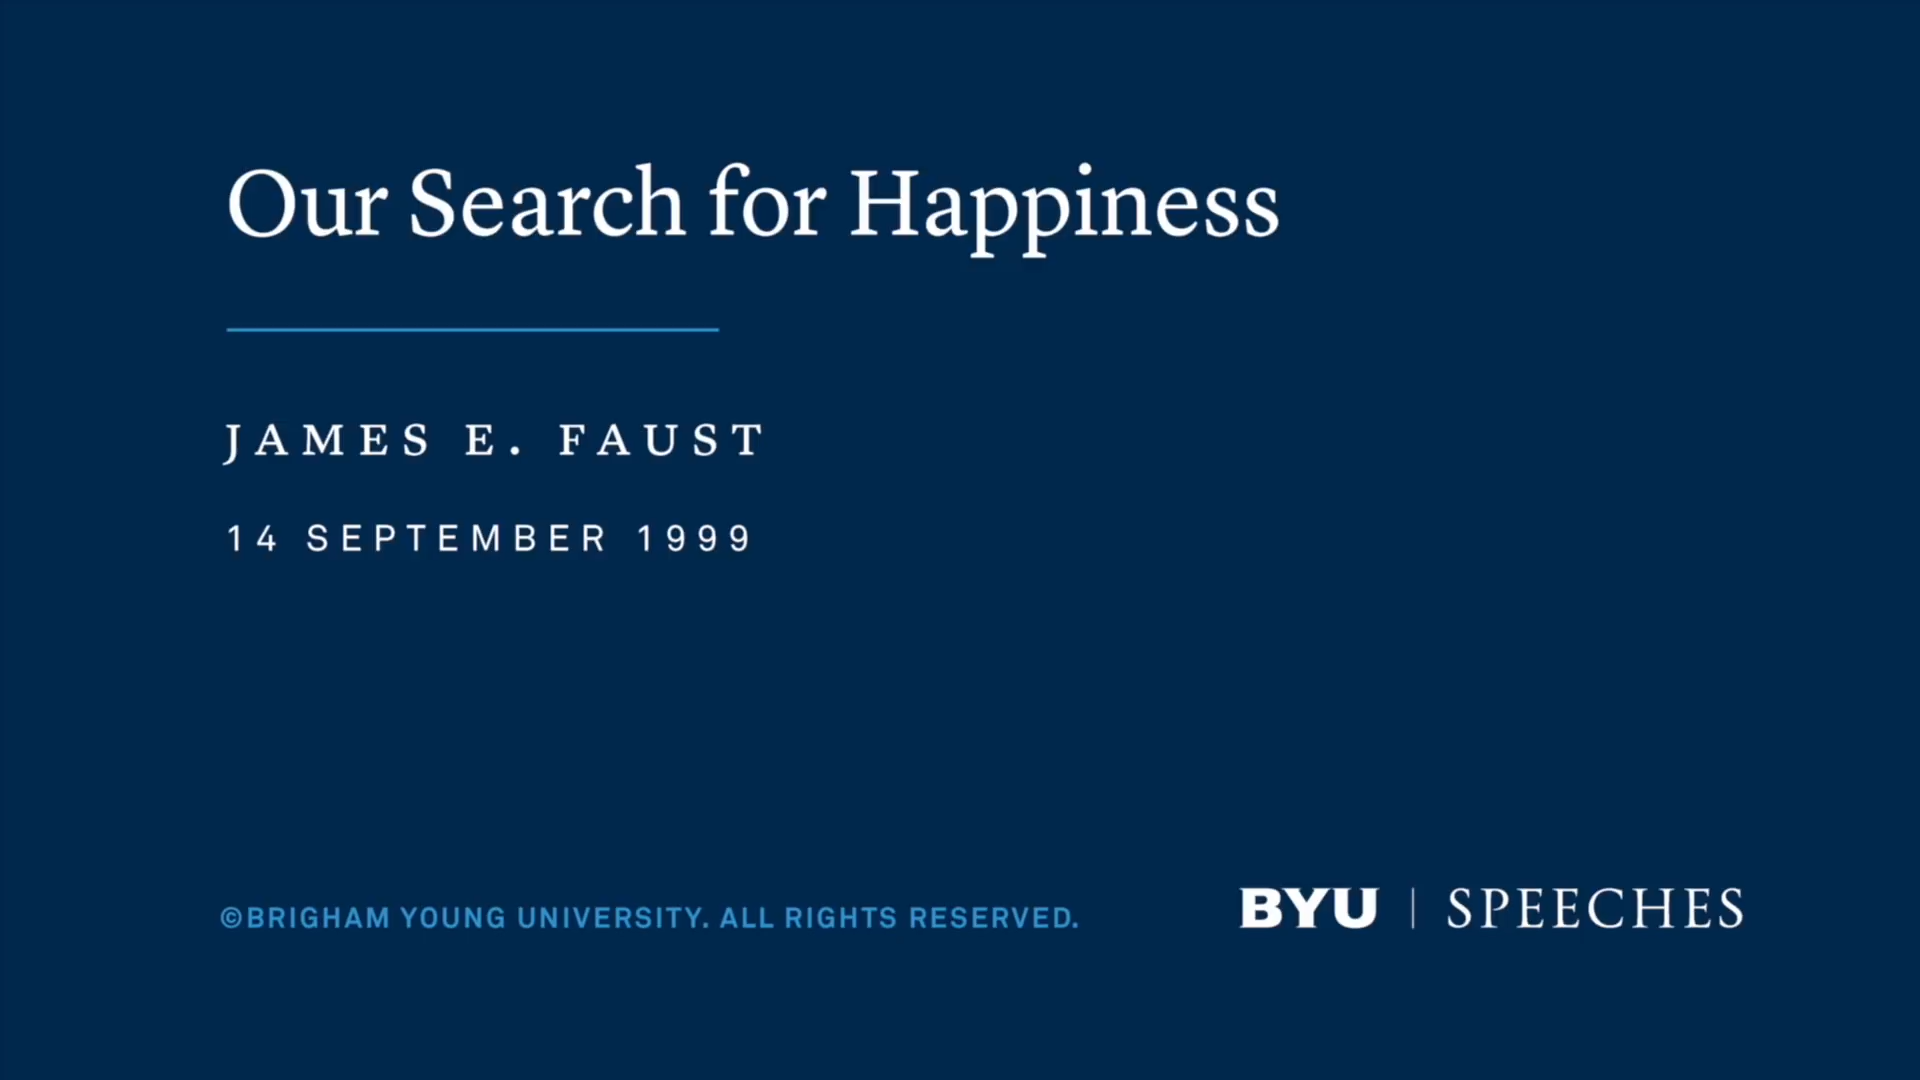 Our Search for Happiness
JAMES E. FAUST
14 SEPTEMBER 1999
©BRIGHAM YOUNG UNIVERSITY. ALL RIGHTS RESERVED.
BYU | SPEECHES